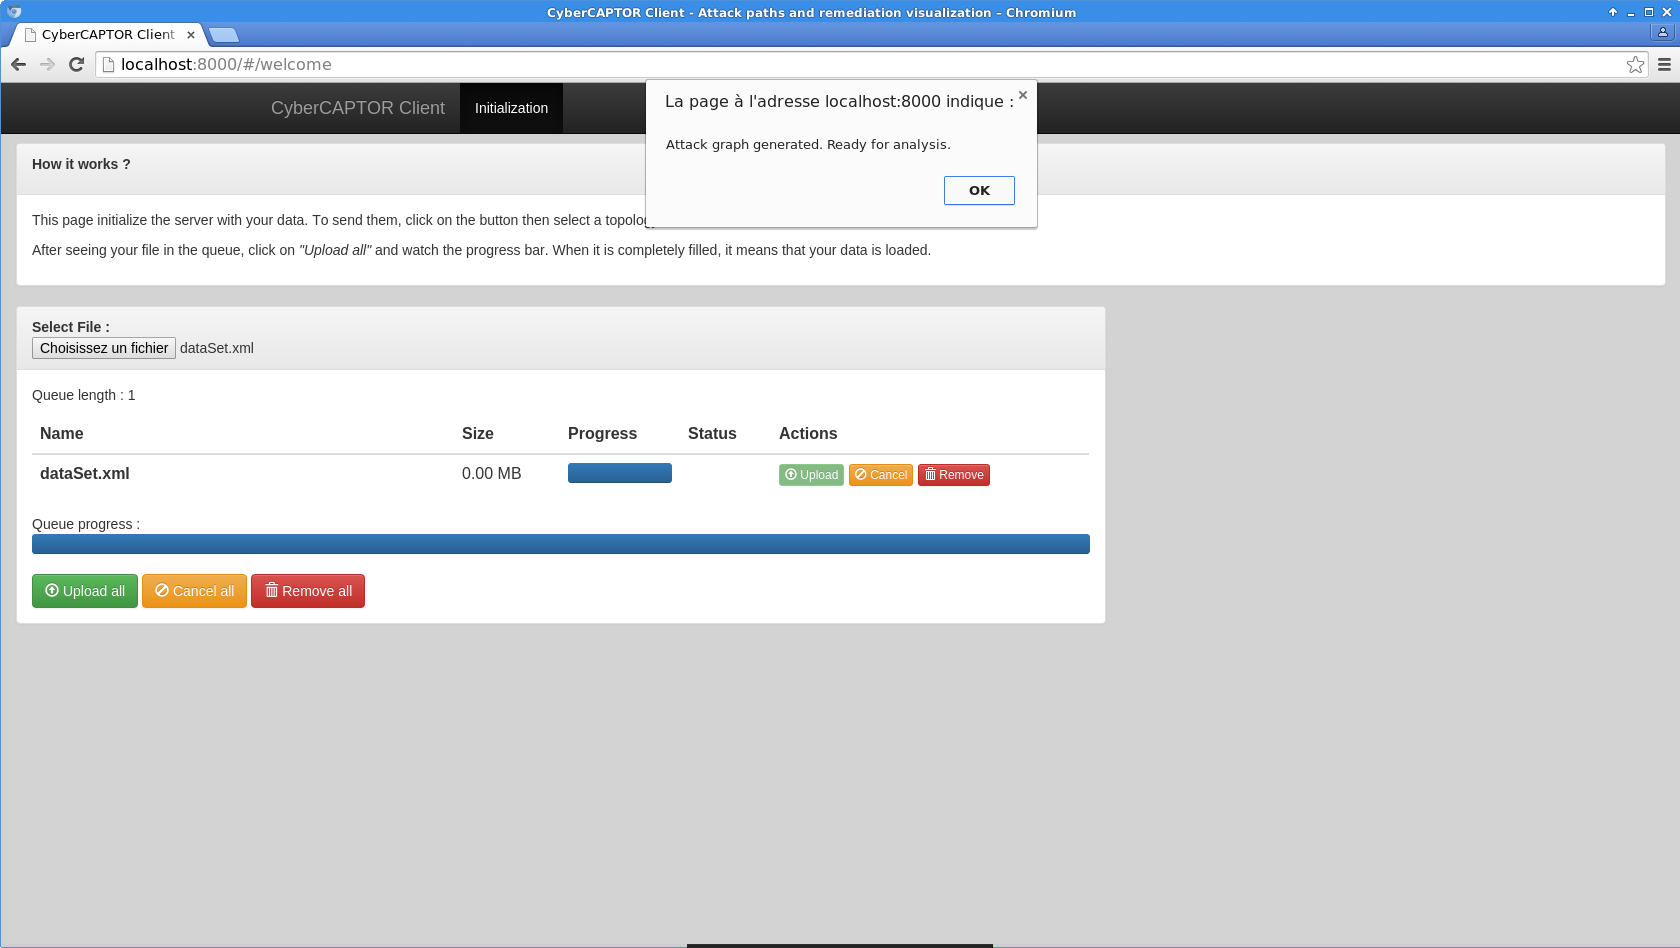 CyberCAPTOR Client - Attack paths and remediation visualization – Chromium
CyberCAPTOR Client
localhost:8000/#/welcome
CyberCAPTOR Client
Initialization
La page à l'adresse localhost:8000 indique :
Attack graph generated. Ready for analysis.
OK
How it works ?
This page initialize the server with your data. To send them, click on the button then select a
After seeing your file in the queue, click on "Upload all" and watch the progress bar. When it is completely filled, it means that your data is loaded.
Select File :
Choisissez un fichier dataSet.xml
Queue length : 1
Name Size Progress Status Actions
dataSet.xml 0.00 MB Upload Cancel Remove
Queue progress :
Upload all Cancel all Remove all